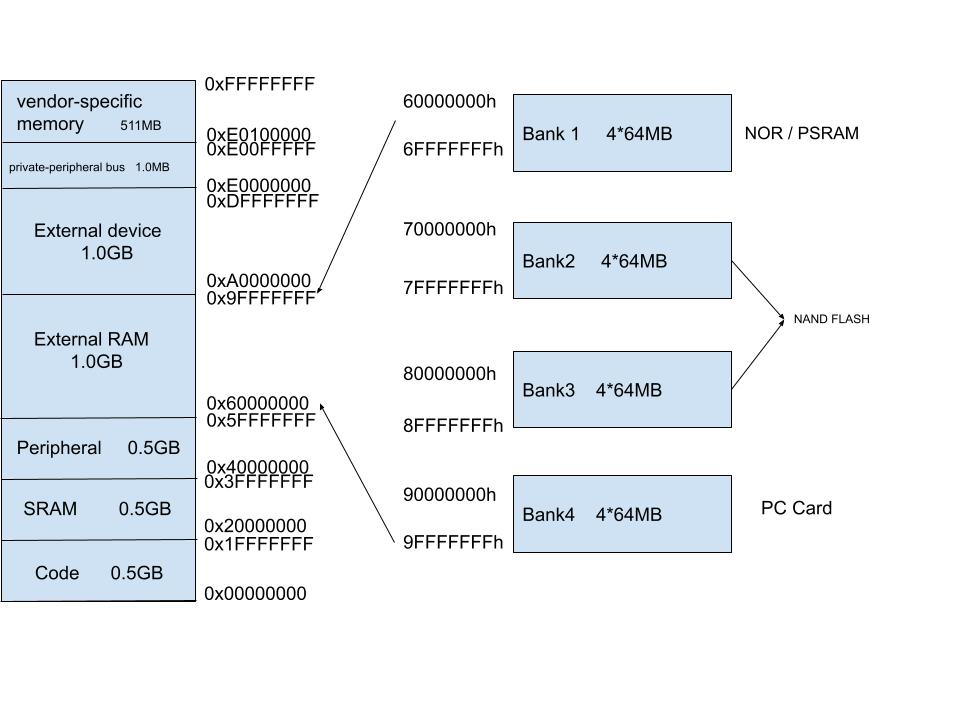 vendor-specific
memory 511MB
private-peripheral bus 1.0MB
External device
1.0GB
External RAM
1.0GB
Peripheral 0.5GB
SRAM 0.5GB
Code 0.5GB
0xFFFFFFFF
0xE0100000
0xE00FFFFF
0xE0000000
0xDFFFFFFF
0xA0000000
0x9FFFFFFF
0x60000000
0x5FFFFFFF
0x40000000
0x3FFFFFFF
0x20000000
0x1FFFFFFF
0x00000000
60000000h
6FFFFFFFh
Bank 1 4*64MB
NOR / PSRAM
70000000h
7FFFFFFFh
Bank2 4*64MB
NAND FLASH
80000000h
8FFFFFFFh
Bank3 4*64MB
90000000h
9FFFFFFFh
Bank4 4*64MB
PC Card